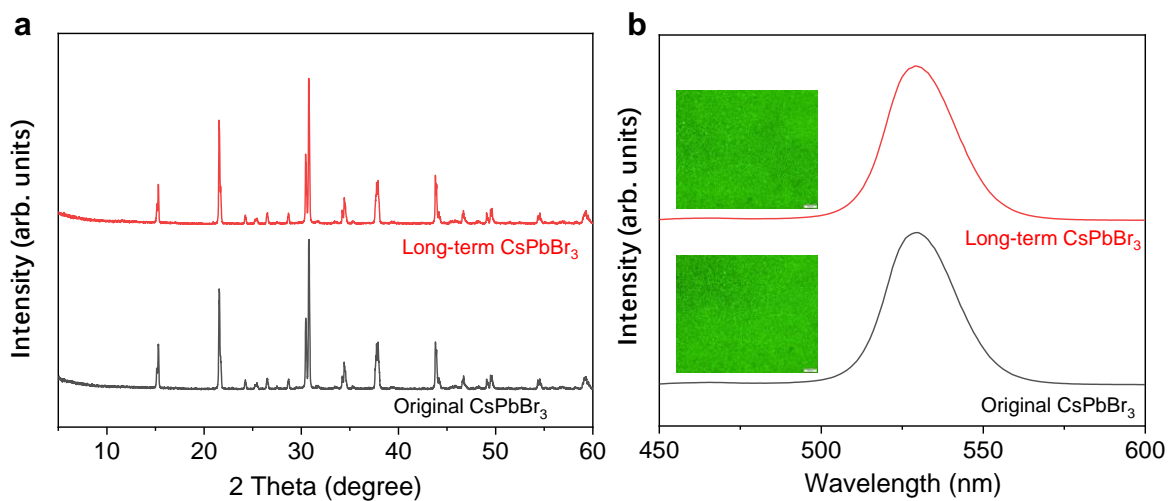 a
Intensity (arb. units)
Long-term CsPbBr₃
Original CsPbBr₃
10 20 30 40 50 60
2 Theta (degree)
b
Intensity (arb. units)
Long-term CsPbBr₃
Original CsPbBr₃
450 500 550 600
Wavelength (nm)